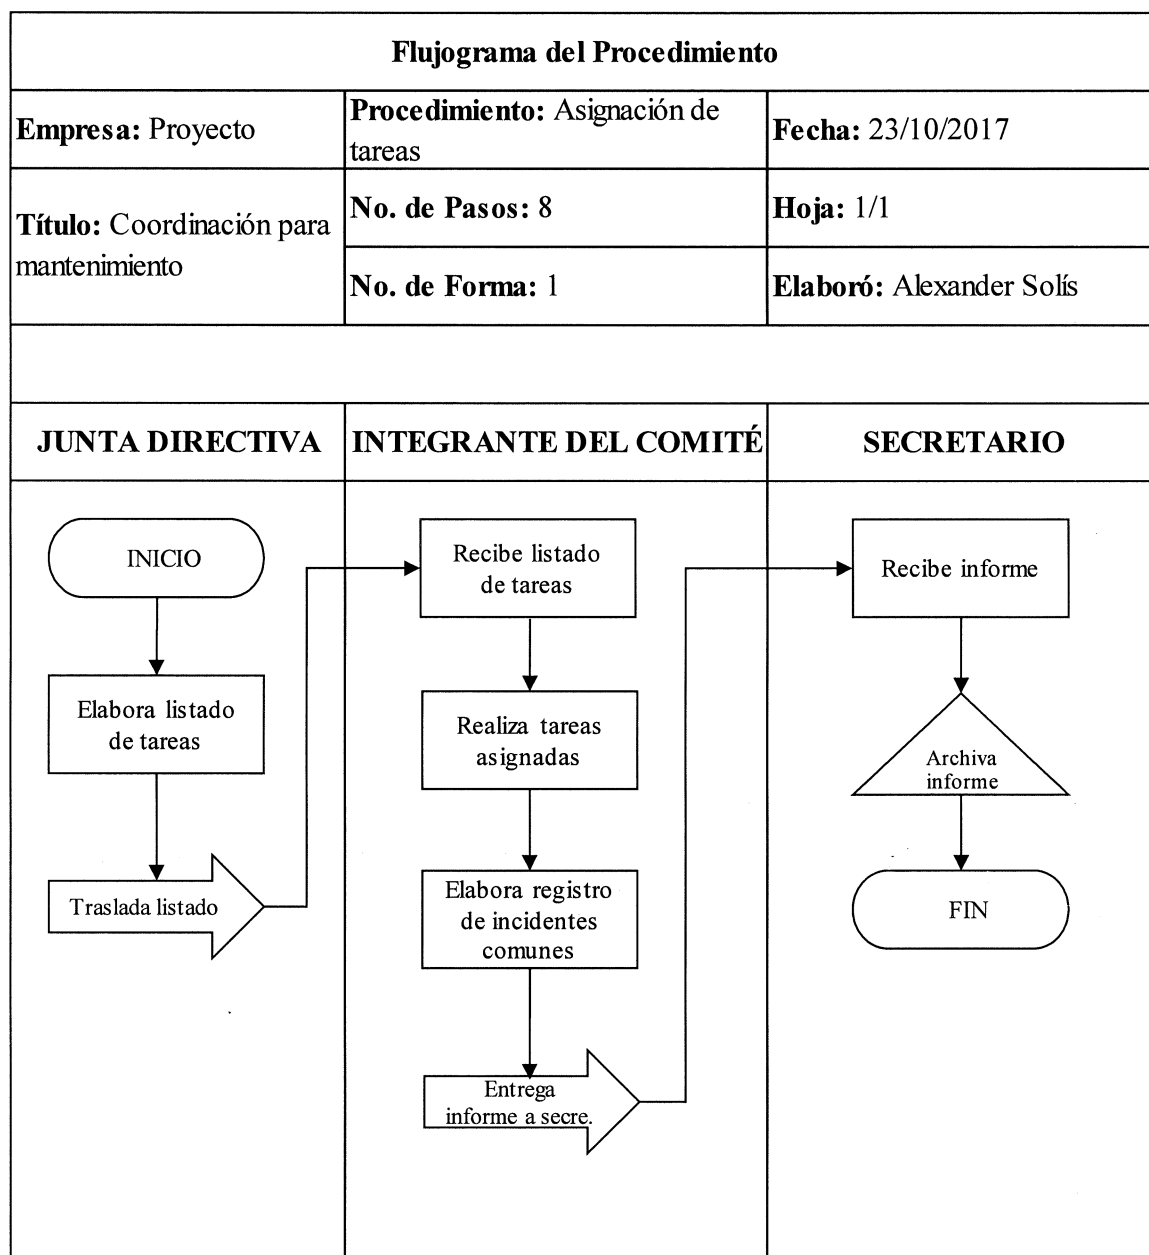 Flujograma del Procedimiento
Empresa: Proyecto
Procedimiento: Asignación de
tareas
Fecha: 23/10/2017
Título: Coordinación para
mantenimiento
No. de Pasos: 8
Hoja: 1/1
No. de Forma: 1
Elaboró: Alexander Solís
JUNTA DIRECTIVA
INTEGRANTE DEL COMITÉ
SECRETARIO
INICIO
Elabora listado
de tareas
Traslada listado
Recibe listado
de tareas
Realiza tareas
asignadas
Elabora registro
de incidentes
comunes
Entrega
informe a secre.
Recibe informe
Archiva
informe
FIN